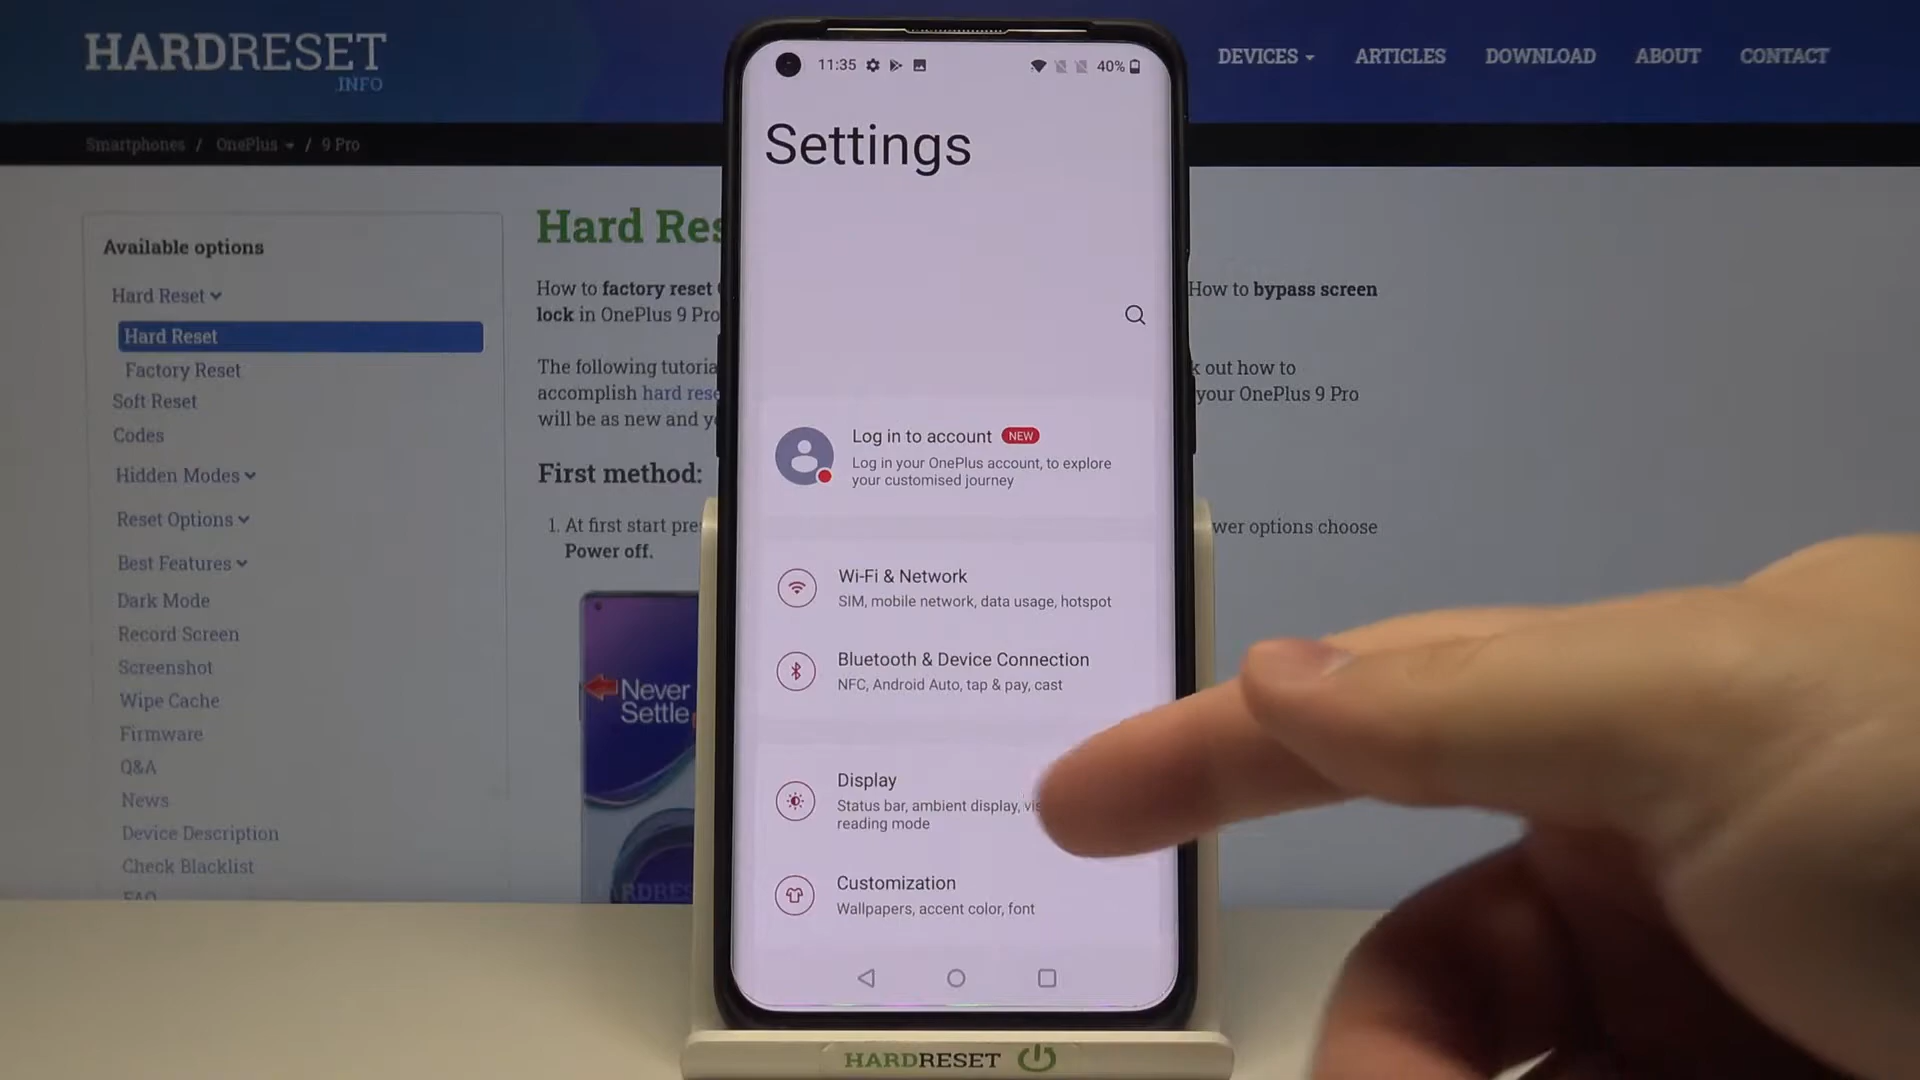 HARDRESET
.INFO
DEVICES
ARTICLES
DOWNLOAD
ABOUT
CONTACT
Smartphones / OnePlus / 9 Pro
Available options
Hard Reset
Hard Reset
Factory Reset
Soft Reset
Codes
Hidden Modes
Reset Options
Best Features
Dark Mode
Record Screen
Screenshot
Wipe Cache
Firmware
Q&A
News
Device Description
Check Blacklist
FAQ
Hard Res
How to factory reset
lock in OnePlus 9 Pro
The following tutoria
accomplish hard rese
will be as new and y
First method:
1. At first start pre
Power off.
Never
Settle
How to bypass screen
k out how to
your OnePlus 9 Pro
wer options choose
11:35
40%
Settings
Log in to account NEW
Log in your OnePlus account, to explore
your customised journey
Wi-Fi & Network
SIM, mobile network, data usage, hotspot
Bluetooth & Device Connection
NFC, Android Auto, tap & pay, cast
Display
Status bar, ambient display, vis
reading mode
Customization
Wallpapers, accent color, font
HARDRESET